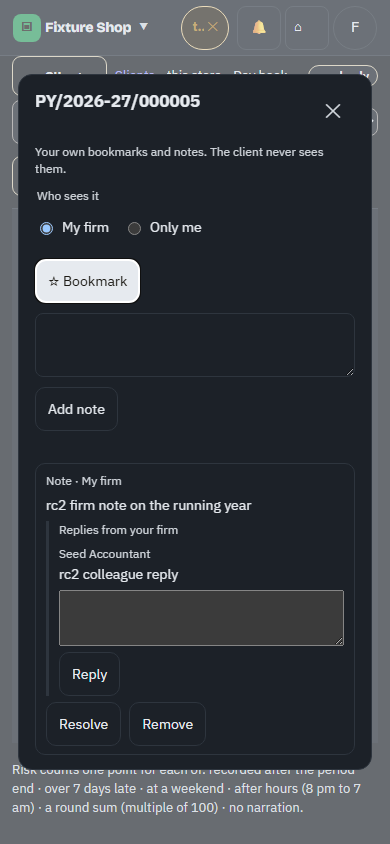 Fixture Shop ▼
t.. ×
F
Clients
this store
Day book
PY/2026-27/000005
Your own bookmarks and notes. The client never sees
them.
Who sees it
My firm
Only me
☆ Bookmark
Add note
Note · My firm
rc2 firm note on the running year
Replies from your firm
Seed Accountant
rc2 colleague reply
Reply
Resolve
Remove
Risk counts one point for each of: recorded after the period
end · over 7 days late · at a weekend · after hours (8 pm to 7
am) · a round sum (multiple of 100) · no narration.